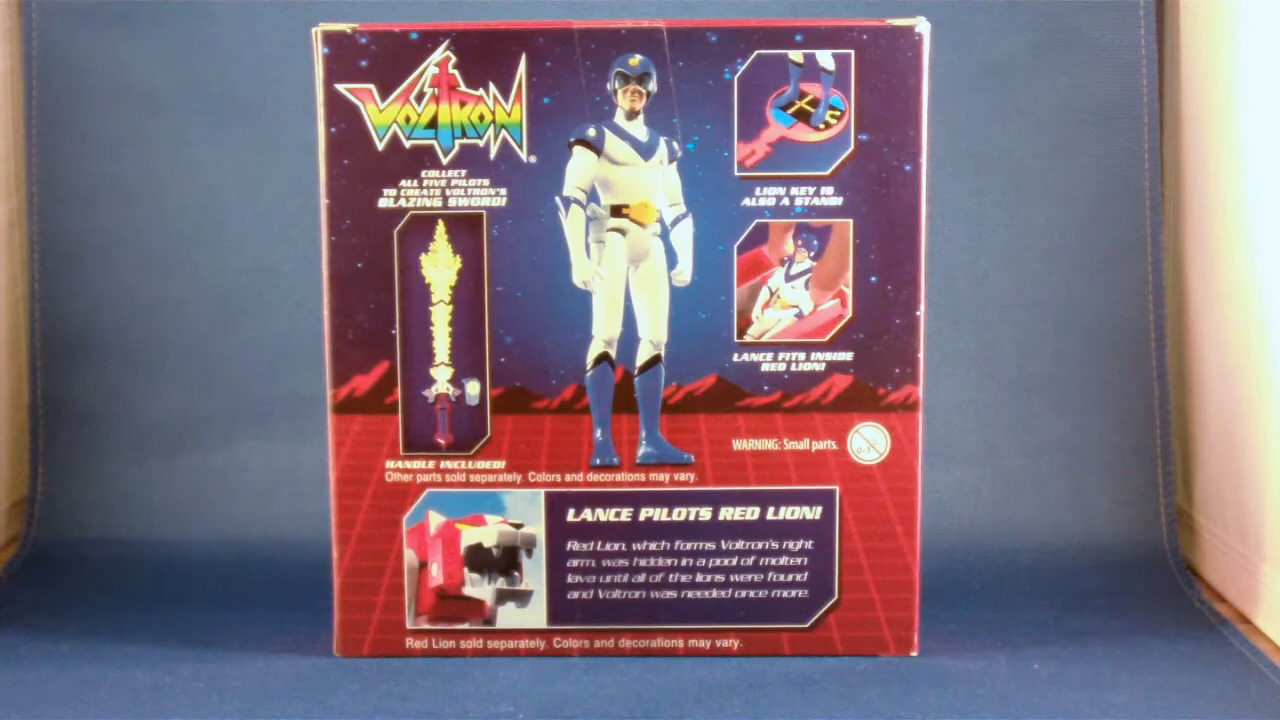 VOLTRON®
COLLECT
ALL FIVE PILOTS
TO CREATE VOLTRON'S
BLAZING SWORD!
HANDLE INCLUDED!
Other parts sold separately. Colors and decorations may vary.
LION KEY IS
ALSO A STAND!
LANCE FITS INSIDE
RED LION!
WARNING: Small parts.
0-3
LANCE PILOTS RED LION!
Red Lion, which forms Voltron's right
arm, was hidden in a pool of molten
lava until all of the lions were found
and Voltron was needed once more.
Red Lion sold separately. Colors and decorations may vary.